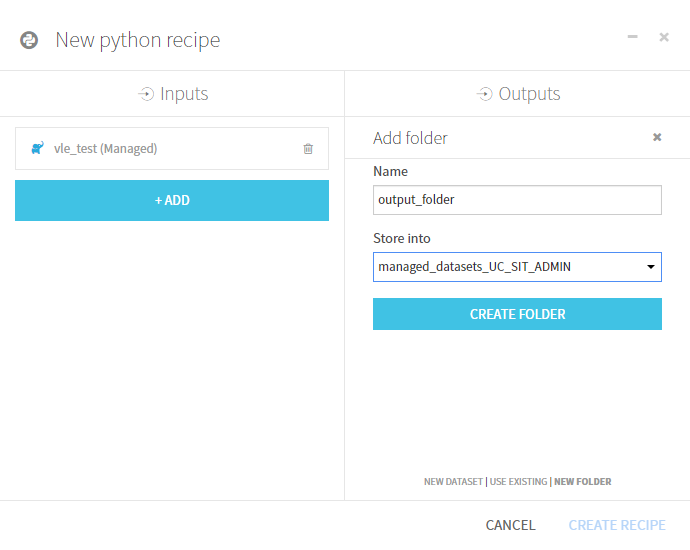 New python recipe
Inputs
Outputs
vle_test (Managed)
+ ADD
Add folder
Name
output_folder
Store into
managed_datasets_UC_SIT_ADMIN
CREATE FOLDER
NEW DATASET | USE EXISTING | NEW FOLDER
CANCEL
CREATE RECIPE